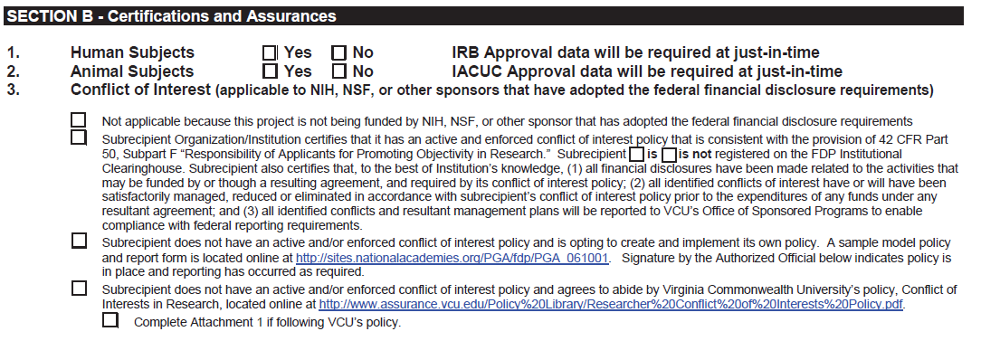 SECTION B - Certifications and Assurances
1. Human Subjects ☐ Yes ☐ No IRB Approval data will be required at just-in-time
2. Animal Subjects ☐ Yes ☐ No IACUC Approval data will be required at just-in-time
3. Conflict of Interest (applicable to NIH, NSF, or other sponsors that have adopted the federal financial disclosure requirements)
☐ Not applicable because this project is not being funded by NIH, NSF, or other sponsor that has adopted the federal financial disclosure requirements
☐ Subrecipient Organization/Institution certifies that it has an active and enforced conflict of interest policy that is consistent with the provision of 42 CFR Part
50, Subpart F “Responsibility of Applicants for Promoting Objectivity in Research.” Subrecipient ☐ is ☐ is not registered on the FDP Institutional
Clearinghouse. Subrecipient also certifies that, to the best of Institution’s knowledge, (1) all financial disclosures have been made related to the activities that
may be funded by or though a resulting agreement, and required by its conflict of interest policy; (2) all identified conflicts of interest have or will have been
satisfactorily managed, reduced or eliminated in accordance with subrecipient’s conflict of interest policy prior to the expenditures of any funds under any
resultant agreement; and (3) all identified conflicts and resultant management plans will be reported to VCU’s Office of Sponsored Programs to enable
compliance with federal reporting requirements.
☐ Subrecipient does not have an active and/or enforced conflict of interest policy and is opting to create and implement its own policy. A sample model policy
and report form is located online at http://sites.nationalacademies.org/PGA/fdp/PGA_061001. Signature by the Authorized Official below indicates policy is
in place and reporting has occurred as required.
☐ Subrecipient does not have an active and/or enforced conflict of interest policy and agrees to abide by Virginia Commonwealth University’s policy, Conflict of
Interests in Research, located online at http://www.assurance.vcu.edu/Policy%20Library/Researcher%20Conflict%20of%20Interests%20Policy.pdf.
☐ Complete Attachment 1 if following VCU’s policy.